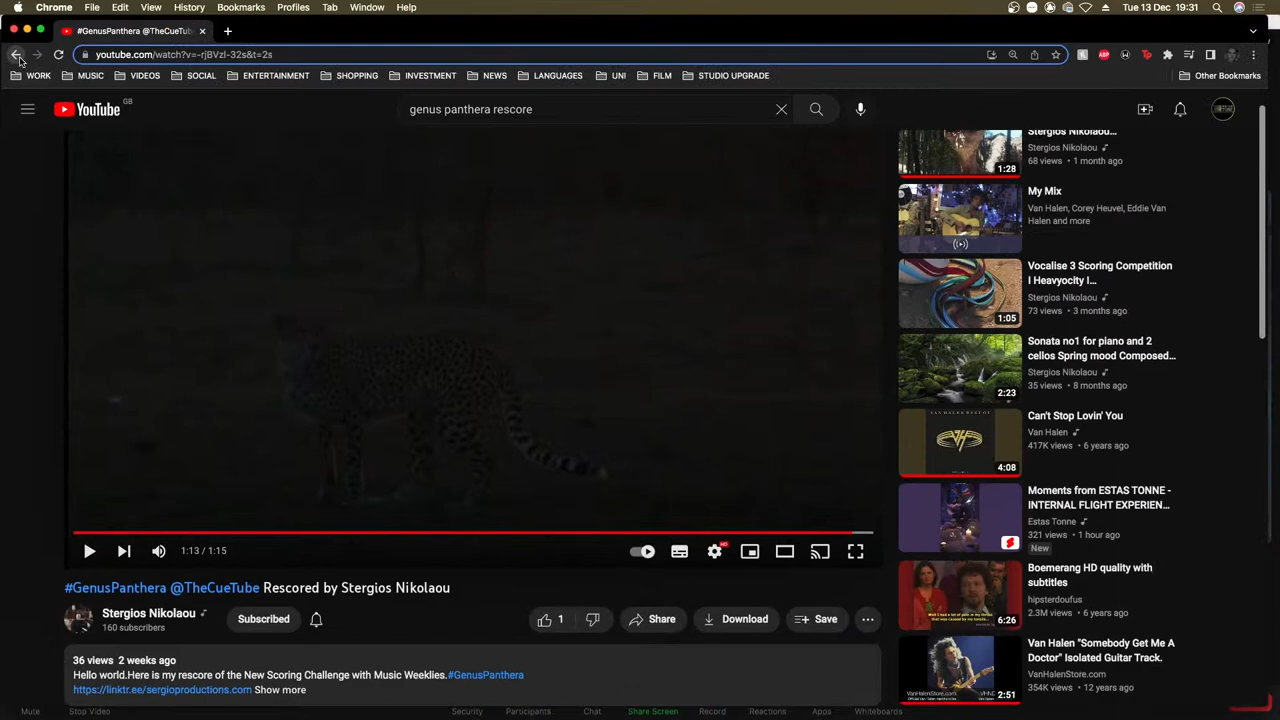 Chrome File Edit View History Bookmarks Profiles Tab Window Help Tue 13 Dec 19:31
#GenusPanthera @TheCueTub
youtube.com/watch?v=-rjBVzl-32s&t=2s
WORK MUSIC VIDEOS SOCIAL ENTERTAINMENT SHOPPING INVESTMENT NEWS LANGUAGES UNI FILM STUDIO UPGRADE Other Bookmarks
YouTube GB
genus panthera rescore
Stergios Nikolaou...
Stergios Nikolaou
68 views • 1 month ago
1:28
My Mix
Van Halen, Corey Heuvel, Eddie Van
Halen and more
Vocalise 3 Scoring Competition
I Heavyocity I...
Stergios Nikolaou
73 views • 3 months ago
1:05
Sonata no1 for piano and 2
cellos Spring mood Composed...
Stergios Nikolaou
35 views • 8 months ago
2:23
Can't Stop Lovin' You
Van Halen
417K views • 6 years ago
4:08
Moments from ESTAS TONNE -
INTERNAL FLIGHT EXPERIEN...
Estas Tonne
321 views • 1 hour ago
New
Boomerang HD quality with
subtitles
hipsterdoufus
2.3M views • 6 years ago
6:26
Van Halen "Somebody Get Me A
Doctor" Isolated Guitar Track.
VanHalenStore.com
354K views • 12 years ago
VanHalenStore.com
2:51
1:13 / 1:15
HD
#GenusPanthera @TheCueTube Rescored by Stergios Nikolaou
Stergios Nikolaou
160 subscribers
Subscribed
1 Share Download Save
36 views 2 weeks ago
Hello world.Here is my rescore of the New Scoring Challenge with Music Weeklies.#GenusPanthera
https://linktr.ee/sergioproductions.com Show more
Mute Stop Video Security Participants Chat Share Screen Record Reactions Apps Whiteboards